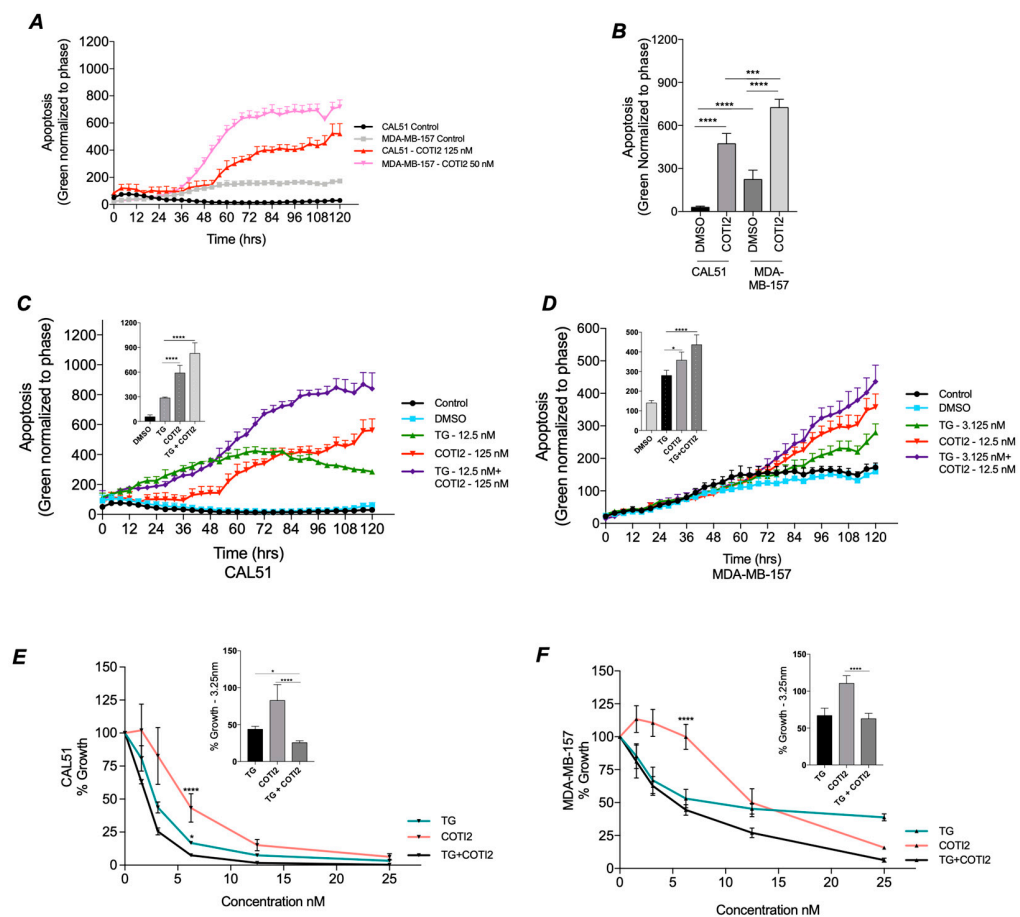 A
1200
1000
800
600
400
200
0
0 12 24 36 48 60 72 84 96 108 120
Apoptosis
(Green normalized to phase)
Time (hrs)
CAL51 Control
MDA-MB-157 Control
CAL51 - COTI2 125 nM
MDA-MB-157 - COTI2 50 nM
B
1200
900
600
300
0
Apoptosis
(Green Normalized to phase)
***
****
****
****
DMSO
COTI2
DMSO
COTI2
CAL51
MDA-
MB-157
C
1200
1000
800
600
400
200
0
0 12 24 36 48 60 72 84 96 108 120
Apoptosis
(Green normalized to phase)
Time (hrs)
CAL51
1200
900
600
300
0
****
****
DMSO
TG
COTI2
TG + COTI2
Control
DMSO
TG - 12.5 nM
COTI2 - 125 nM
TG - 12.5 nM+
COTI2 - 125 nM
D
600
500
400
300
200
100
0
0 12 24 36 48 60 72 84 96 108 120
Apoptosis
(Green normalized to phase)
Time (hrs)
MDA-MB-157
500
400
300
200
100
0
****
*
DMSO
TG
COTI2
TG+COTI2
Control
DMSO
TG - 3.125 nM
COTI2 - 12.5 nM
TG - 3.125 nM+
COTI2 - 12.5 nM
E
150
125
100
75
50
25
0
0 5 10 15 20 25
CAL51
% Growth
Concentration nM
****
*
% Growth - 3.25nm
150
100
50
0
*
****
TG
COTI2
TG + COTI2
TG
COTI2
TG+COTI2
F
150
125
100
75
50
25
0
0 5 10 15 20 25
MDA-MB-157
% Growth
Concentration nM
****
% Growth - 3.25nm
150
100
50
0
****
TG
COTI2
TG + COTI2
TG
COTI2
TG+COTI2